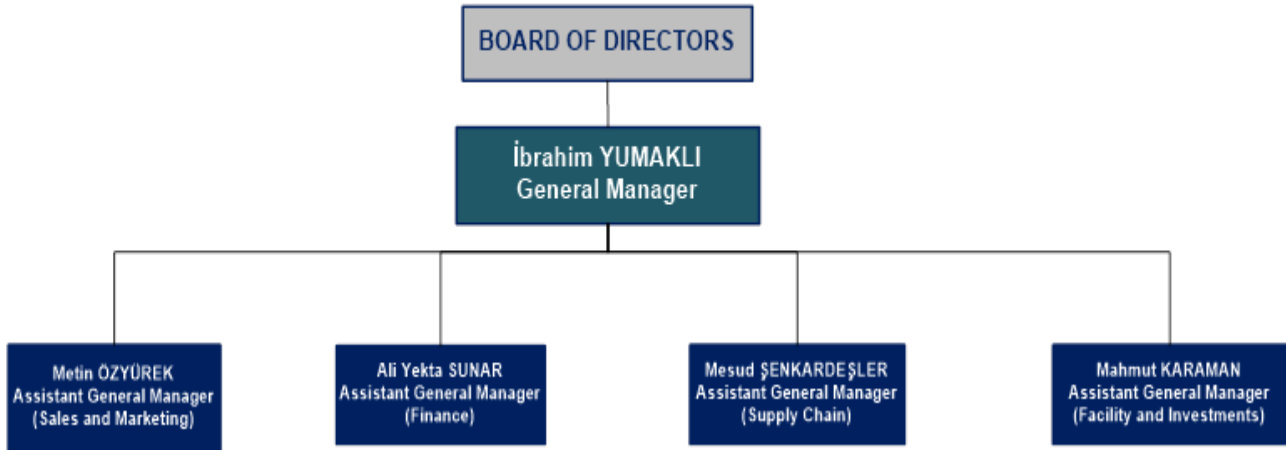 BOARD OF DIRECTORS
İbrahim YUMAKLI
General Manager
Metin ÖZYÜREK
Assistant General Manager
(Sales and Marketing)
Ali Yekta SUNAR
Assistant General Manager
(Finance)
Mesud ŞENKARDEŞLER
Assistant General Manager
(Supply Chain)
Mahmut KARAMAN
Assistant General Manager
(Facility and Investments)